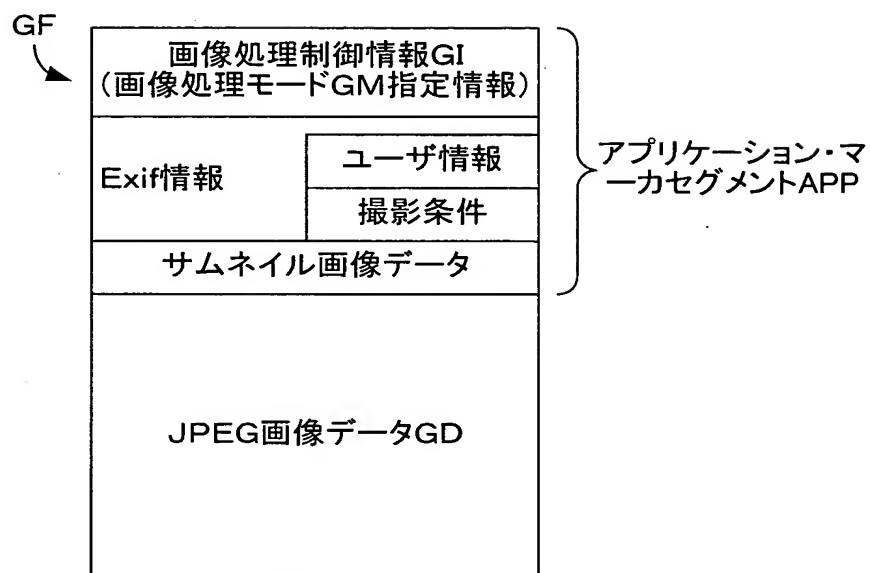 GF
画像処理制御情報GI
(画像処理モードGM指定情報)
Exif情報
ユーザ情報
撮影条件
サムネイル画像データ
アプリケーション・マ
ーカセグメントAPP
JPEG画像データGD